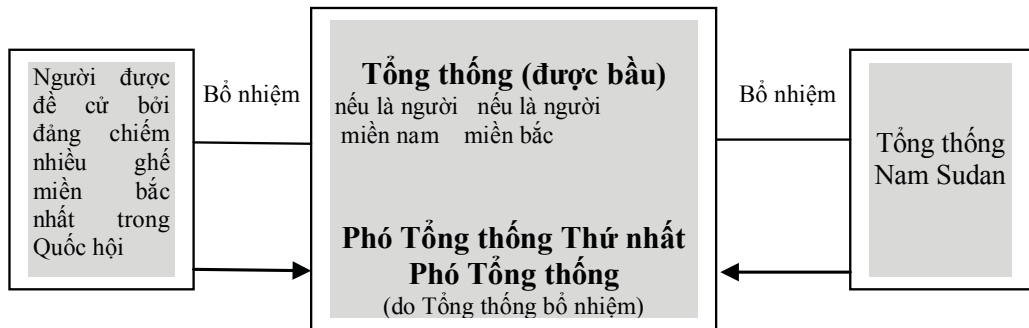 Người được
đề cử bởi
đảng chiếm
nhiều ghế
miền bắc
nhất trong
Quốc hội
Bổ nhiệm
Tổng thống (được bầu)
nếu là người nếu là người
miền nam miền bắc
Phó Tổng thống Thứ nhất
Phó Tổng thống
(do Tổng thống bổ nhiệm)
Bổ nhiệm
Tổng thống
Nam Sudan